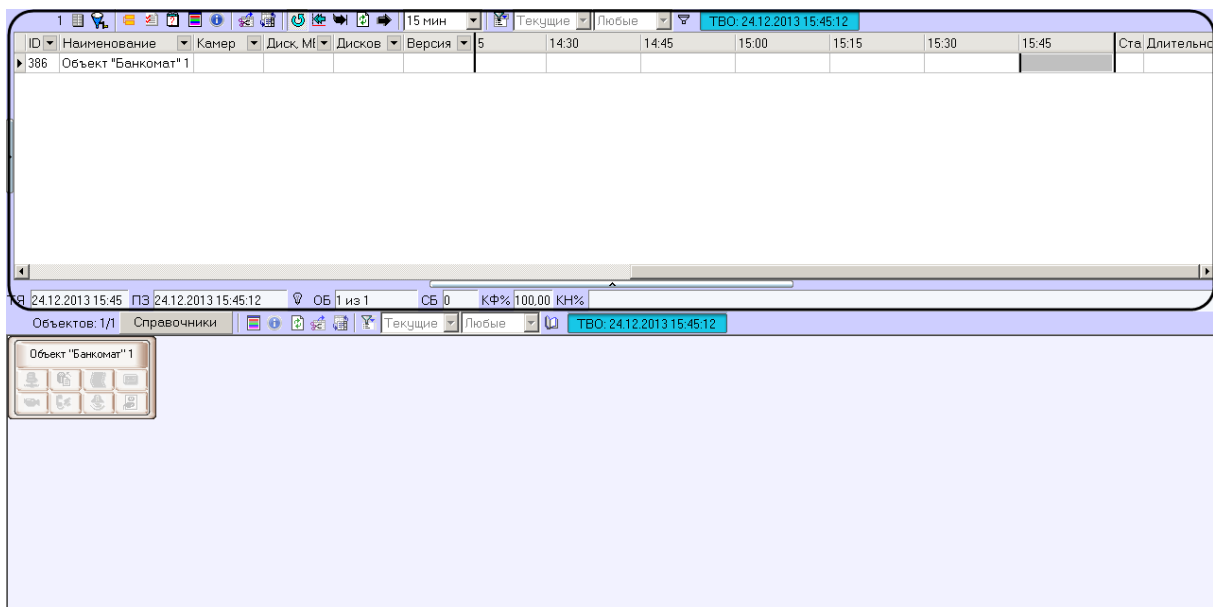 1 15 мин Текущие Любые ТВО: 24.12.2013 15:45:12
ID Наименование Камер Диск, МЕ Дисков Версия 5 14:30 14:45 15:00 15:15 15:30 15:45 Ста Длительнс
386 Объект "Банкомат" 1
ТЯ 24.12.2013 15:45 ПЗ 24.12.2013 15:45:12 ОБ 1 из 1 СБ 0 КФ% 100,00 КН%
Объектов: 1/1 Справочники Текущие Любые ТВО: 24.12.2013 15:45:12
Объект "Банкомат" 1